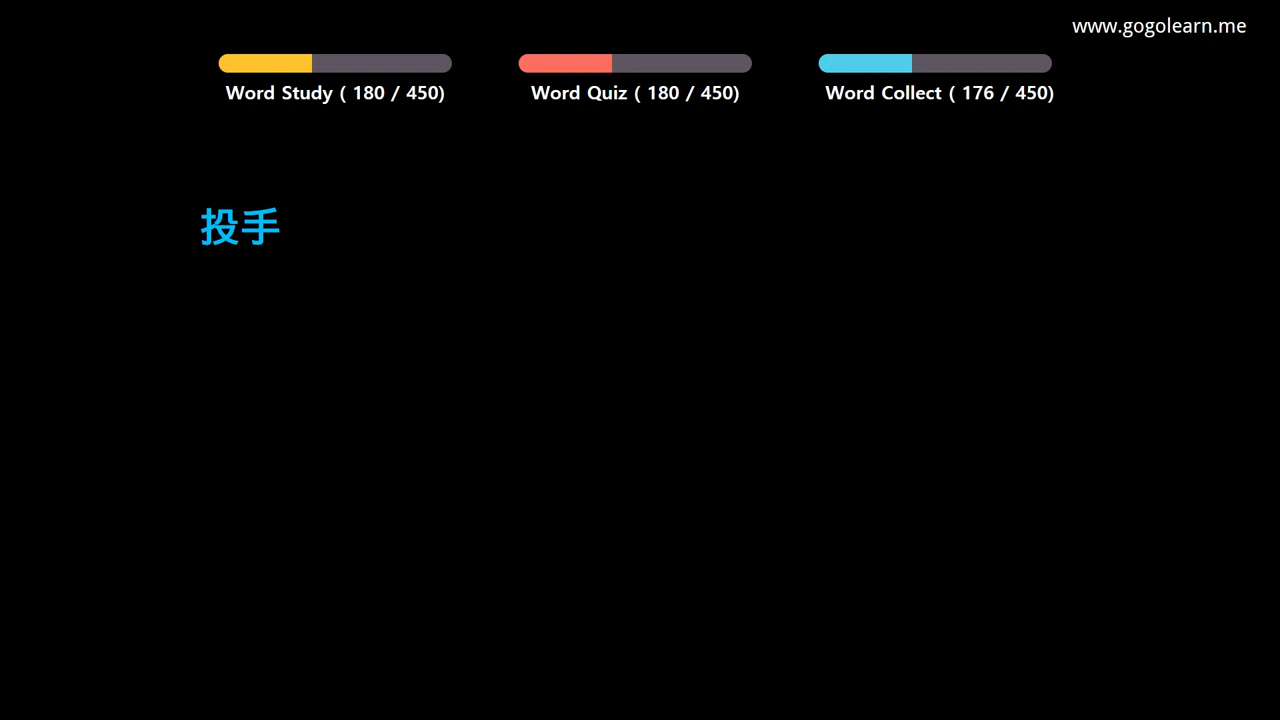 www.gogolearn.me
Word Study ( 180 / 450)
Word Quiz ( 180 / 450)
Word Collect ( 176 / 450)
投手